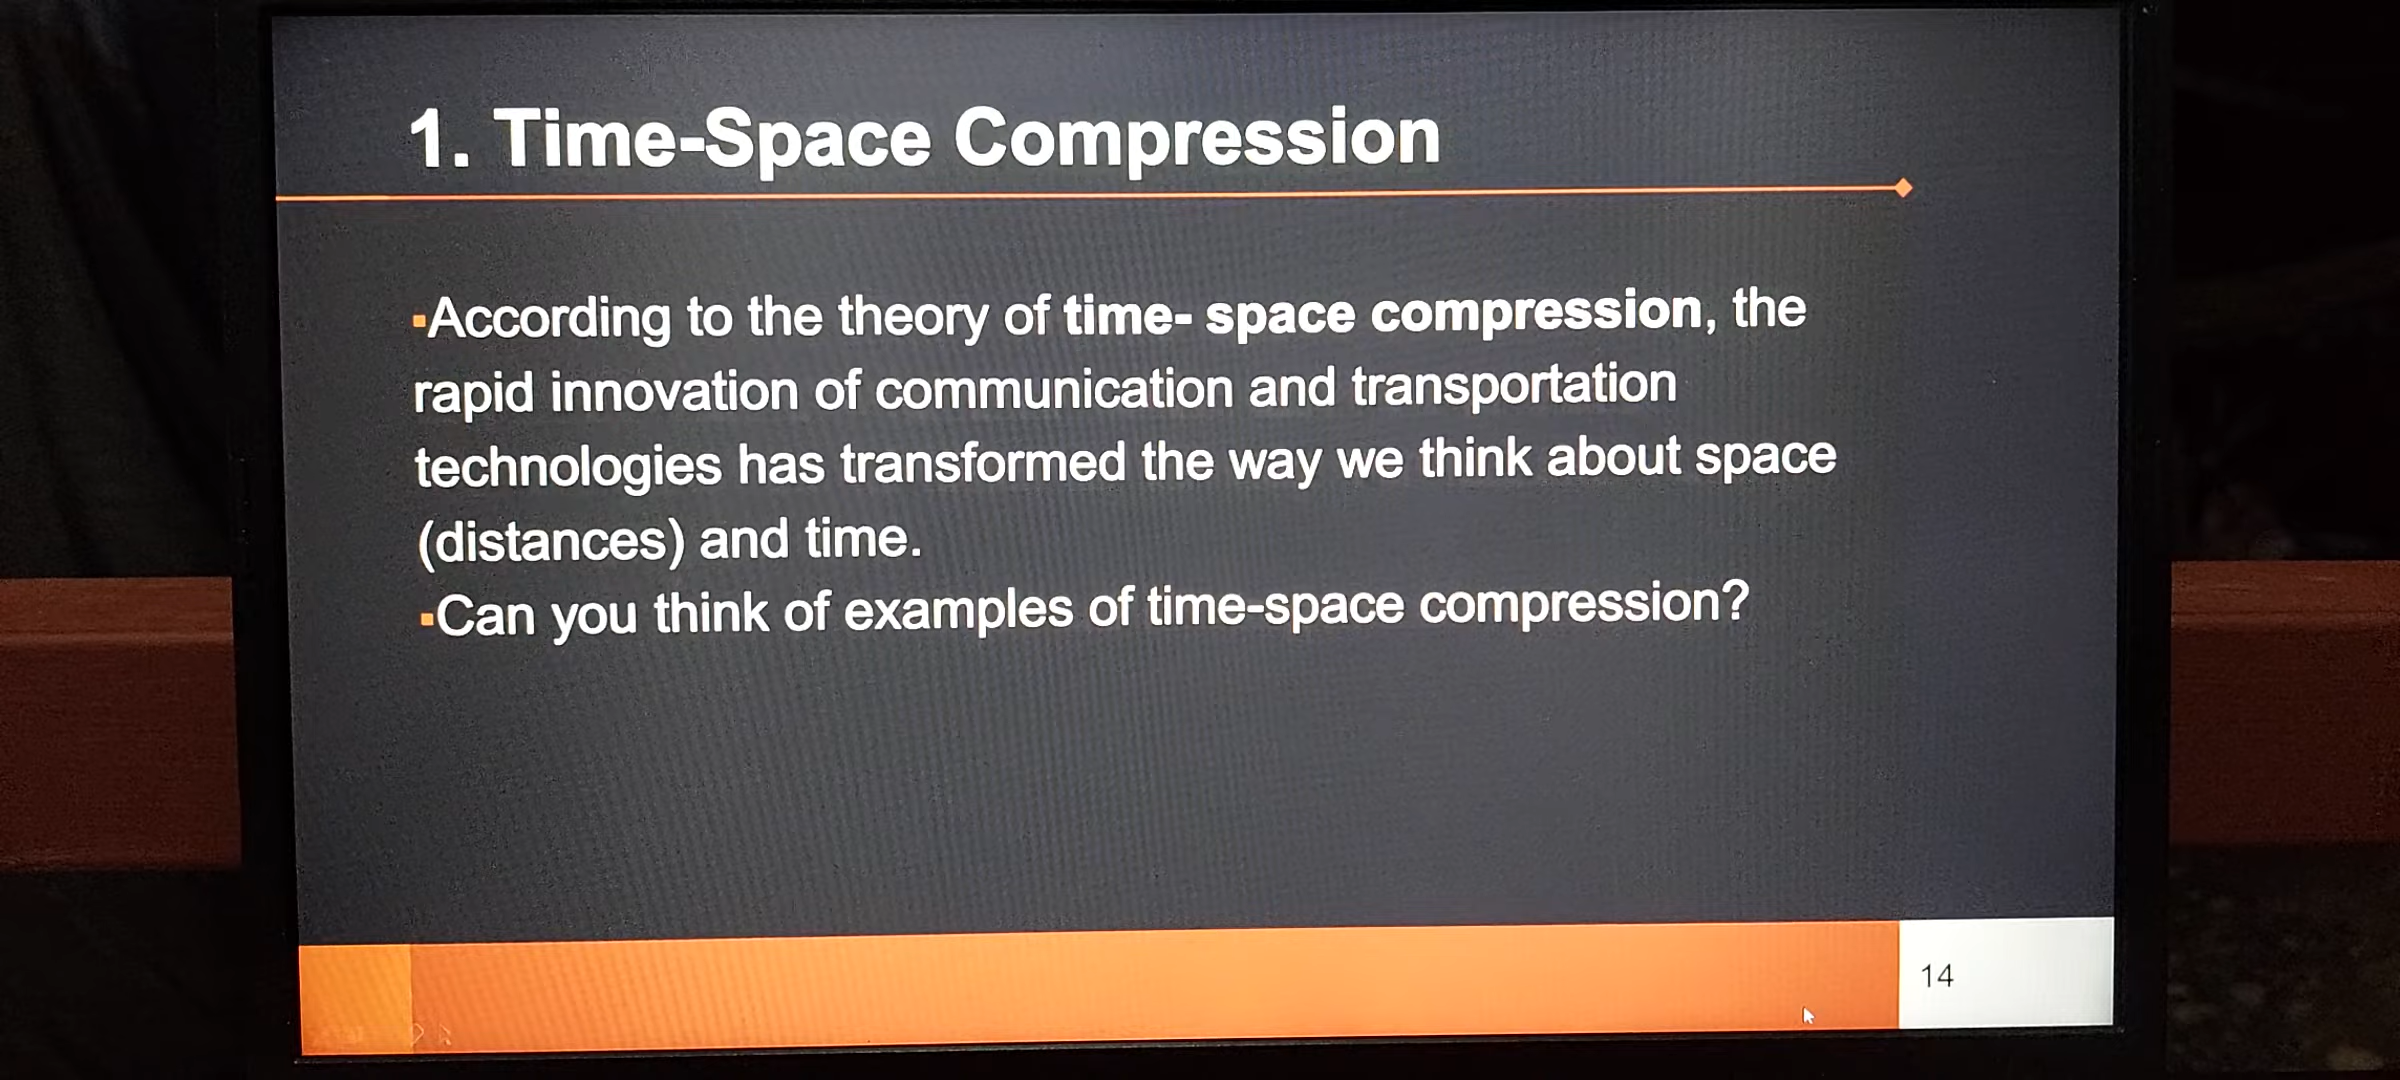 1. Time-Space Compression
▪According to the theory of time- space compression, the
rapid innovation of communication and transportation
technologies has transformed the way we think about space
(distances) and time.
▪Can you think of examples of time-space compression?
14